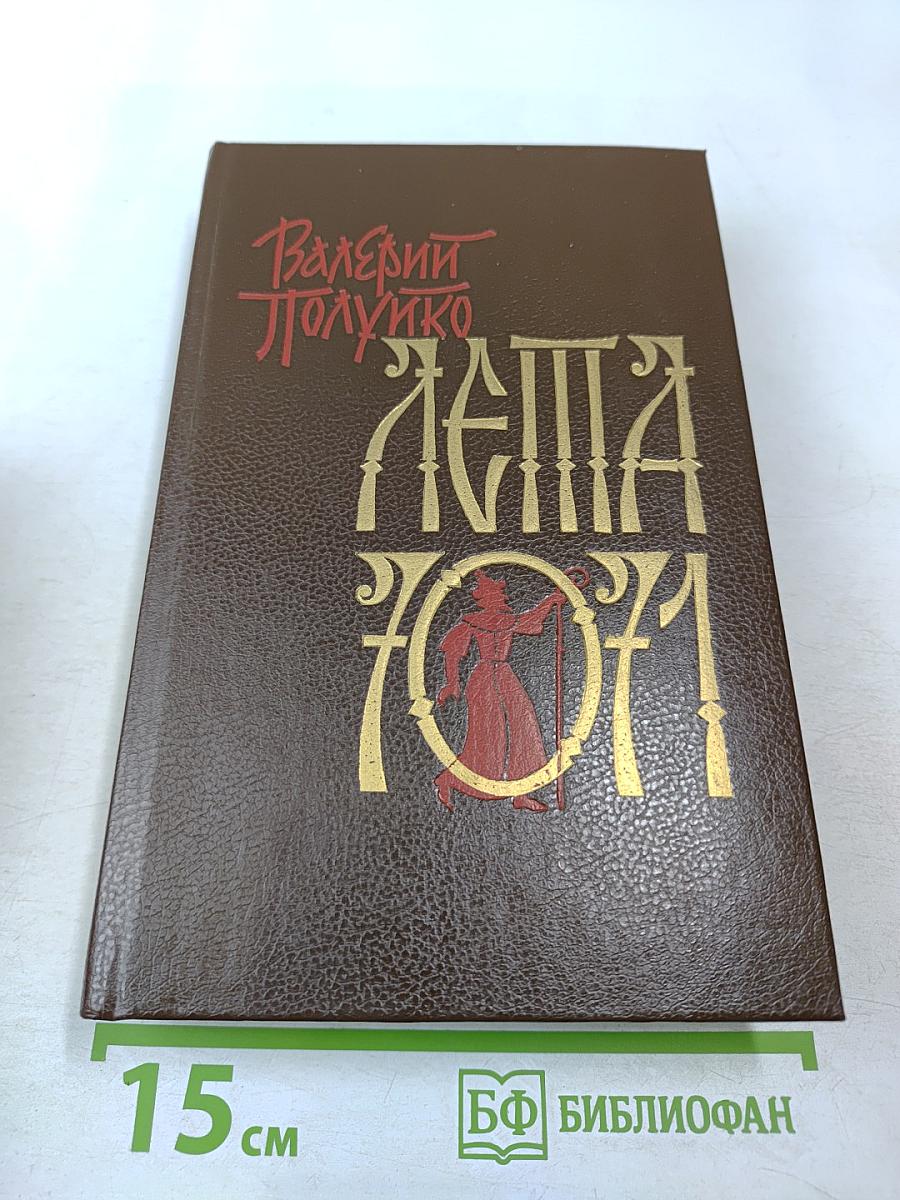 Валерий
Полуйко
ЛЕТА
7071
15 см
БФ БИБЛИОФАН